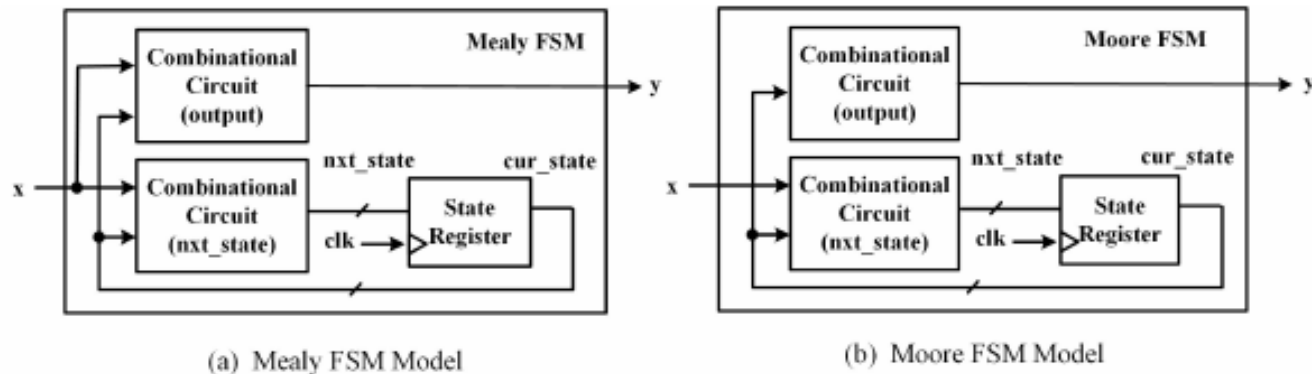 Mealy FSM
Combinational
Circuit
(output)
y
nxt_state
cur_state
x
Combinational
Circuit
(nxt_state)
State
Register
clk
(a) Mealy FSM Model
Moore FSM
Combinational
Circuit
(output)
y
nxt_state
cur_state
x
Combinational
Circuit
(nxt_state)
State
Register
clk
(b) Moore FSM Model